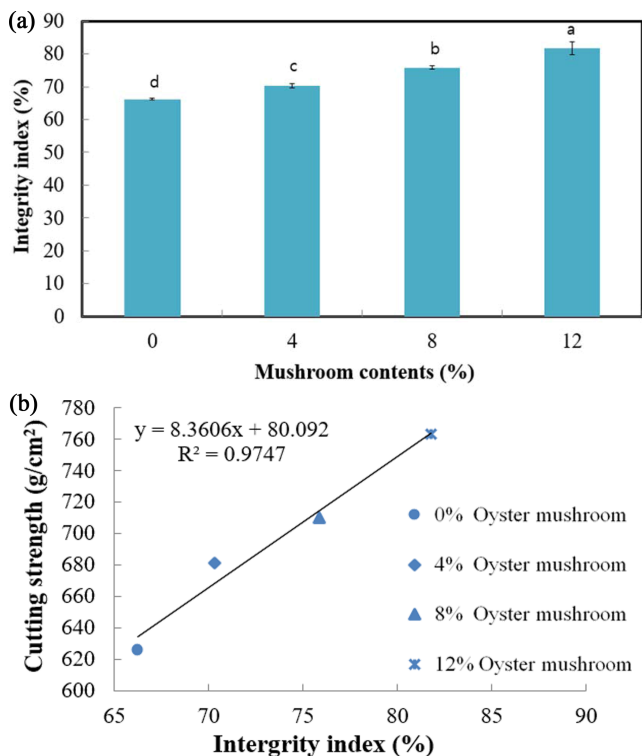 (a)
Integrity index (%)
90
80
70
60
50
40
30
20
10
0
d
c
b
a
0 4 8 12
Mushroom contents (%)
(b)
Cutting strength (g/cm²)
780
760
740
720
700
680
660
640
620
600
y = 8.3606x + 80.092
R² = 0.9747
0% Oyster mushroom
4% Oyster mushroom
8% Oyster mushroom
12% Oyster mushroom
65 70 75 80 85 90
Intergrity index (%)